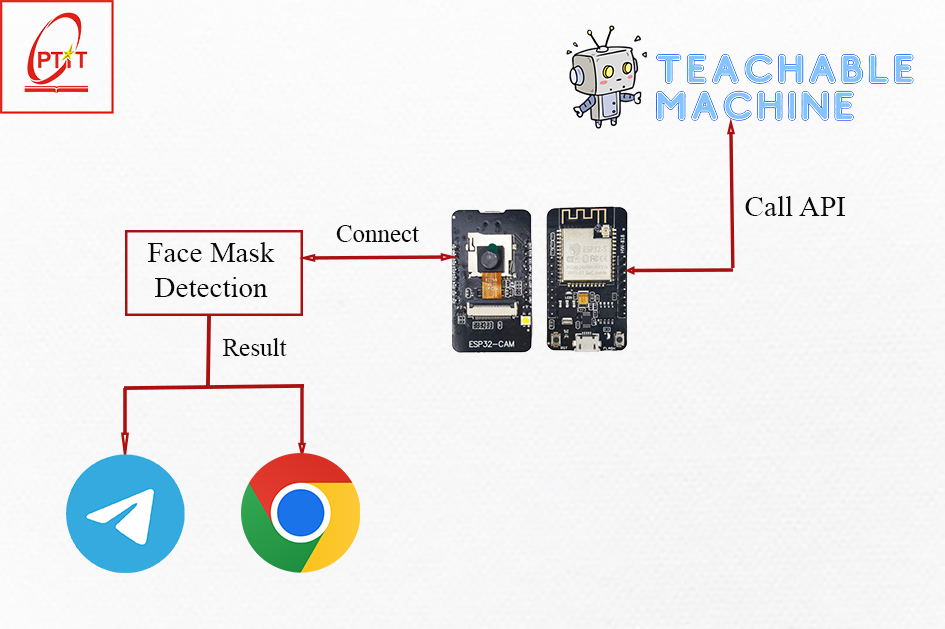 PTIT
TEACHABLE
MACHINE
Call API
Connect
Face Mask
Detection
ESP32-CAM
Result